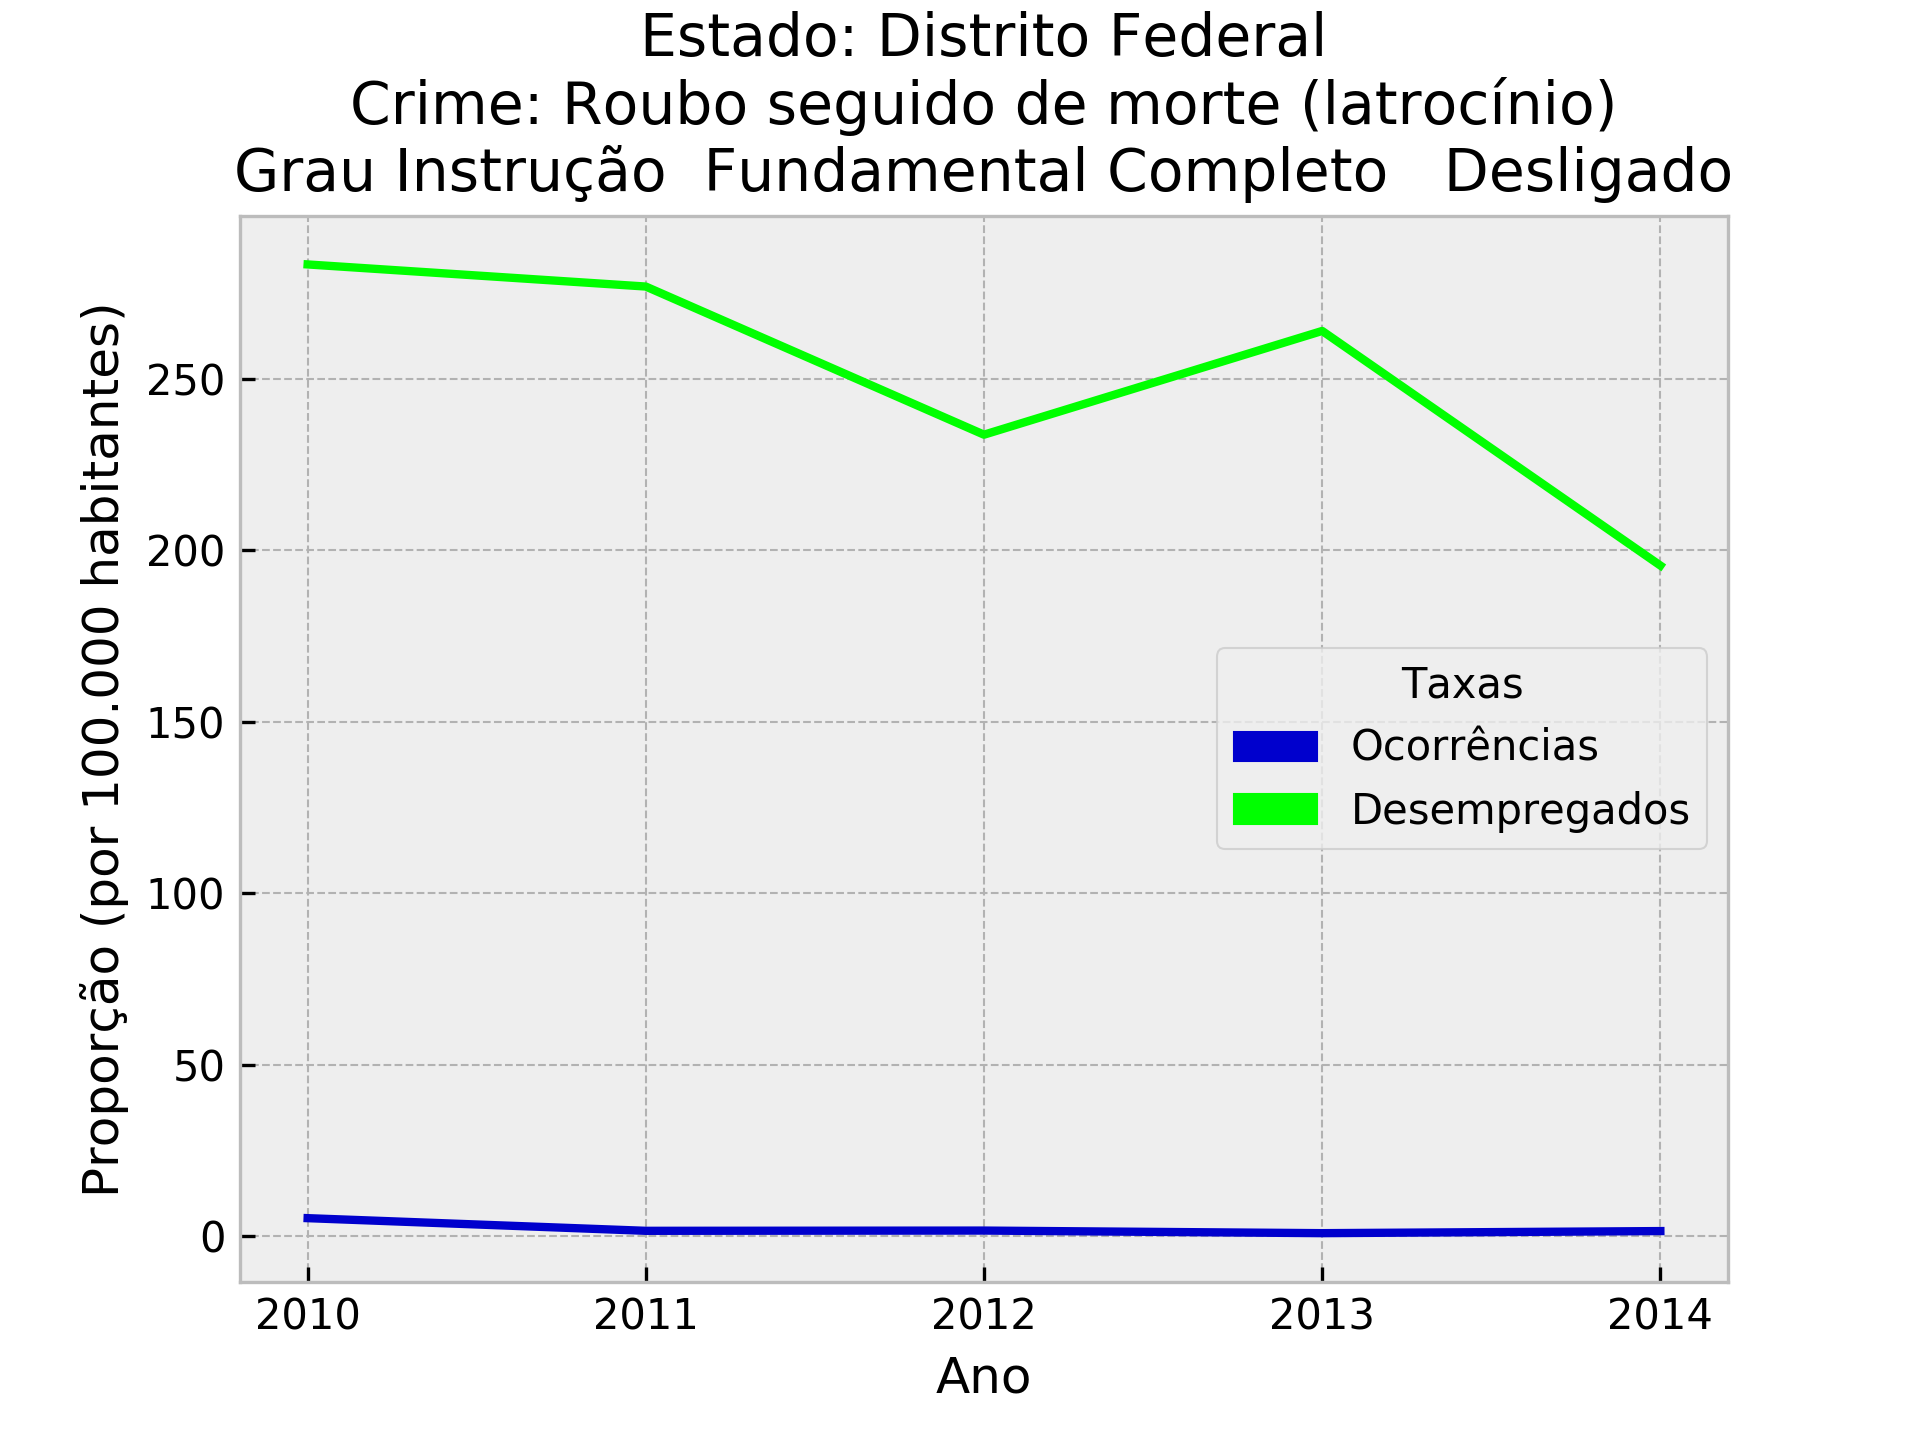 Estado: Distrito Federal
Crime: Roubo seguido de morte (latrocínio)
Grau Instrução  Fundamental Completo   Desligado
Proporção (por 100.000 habitantes)
250
200
150
100
50
0
Taxas
Ocorrências
Desempregados
2010 2011 2012 2013 2014
Ano